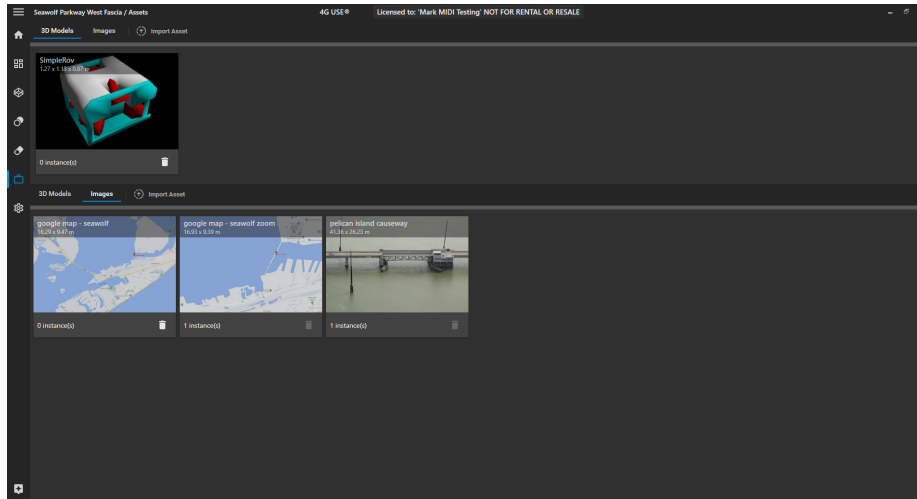 Seawolf Parkway West Fascia / Assets
4G USE®
Licensed to: 'Mark MIDI Testing' NOT FOR RENTAL OR RESALE
3D Models
Images
Import Asset
SimpleRov
1.27 x 1.13 x 0.87 m
0 instance(s)
3D Models
Images
Import Asset
google map - seawolf
16.29 x 9.47 m
google map - seawolf zoom
16.93 x 9.39 m
pelican island causeway
41.36 x 26.23 m
0 instance(s)
1 instance(s)
1 instance(s)